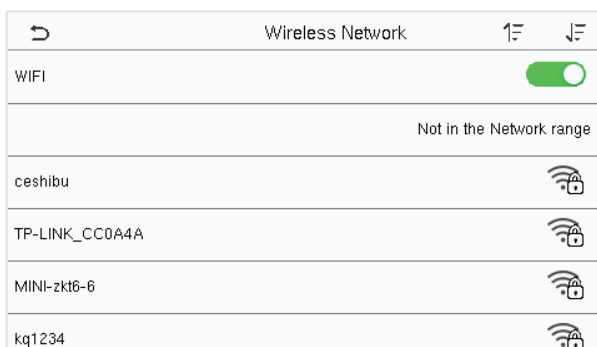 Wireless Network
WIFI
Not in the Network range
ceshibu
TP-LINK_CC0A4A
MINI-zkt6-6
kq1234